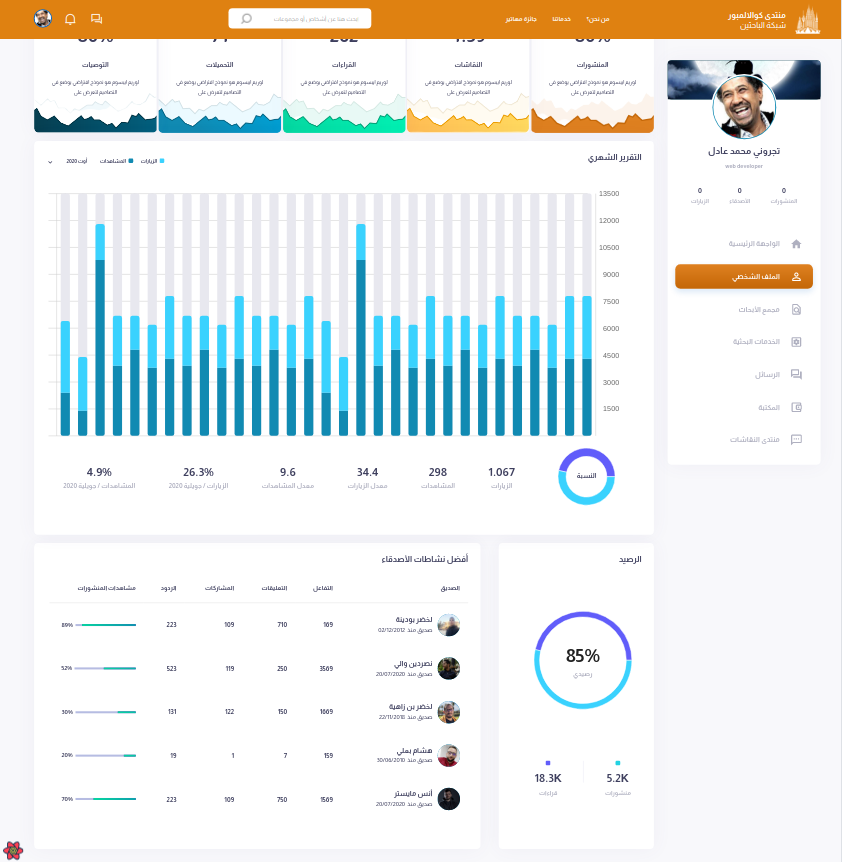 منتدى كوالالمبور
شبكة الباحثين
من نحن؟
خدماتنا
جائزة معاايير
ابحث هنا عن أشخاص أو مجموعات
المنشورات
لوريم ايبسوم هو نموذج افتراضي يوضع في
التصاميم لتعرض على
النقاشات
لوريم ايبسوم هو نموذج افتراضي يوضع في
التصاميم لتعرض على
القراءات
لوريم ايبسوم هو نموذج افتراضي يوضع في
التصاميم لتعرض على
التحميلات
لوريم ايبسوم هو نموذج افتراضي يوضع في
التصاميم لتعرض على
التوصيات
لوريم ايبسوم هو نموذج افتراضي يوضع في
التصاميم لتعرض على
تجروني محمد عادل
web developer
0
المنشورات
0
الأصدقاء
0
الزيارات
الواجهة الرئيسية
الملف الشخصي
مجمع الأبحاث
الخدمات البحثية
الرسائل
المكتبة
منتدى النقاشات
التقرير الشهري
الزيارات
المشاهدات
أوت 2020
13500
12000
10500
9000
7500
6000
4500
3000
1500
النسبة
1.067
الزيارات
298
المشاهدات
34.4
معدل الزيارات
9.6
معدل المشاهدات
26.3%
الزيارات / جويلية 2020
4.9%
المشاهدات / جويلية 2020
الرصيد
85%
رصيدي
5.2K
منشورات
18.3K
قراءات
أفضل نشاطات الأصدقاء
الصديق التفاعل التعليقات المشاركات الردود مشاهدات المنشورات
لخضر بودينة
صديق منذ 02/12/2012
169 710 109 223 89%
نصردين والي
صديق منذ 20/07/2020
3569 250 119 523 52%
لخضر بن زاهية
صديق منذ 22/11/2018
1669 150 122 131 30%
هشام بعلي
صديق منذ 30/06/2010
159 7 1 19 20%
أنس مايستر
صديق منذ 20/07/2020
1569 750 109 223 70%